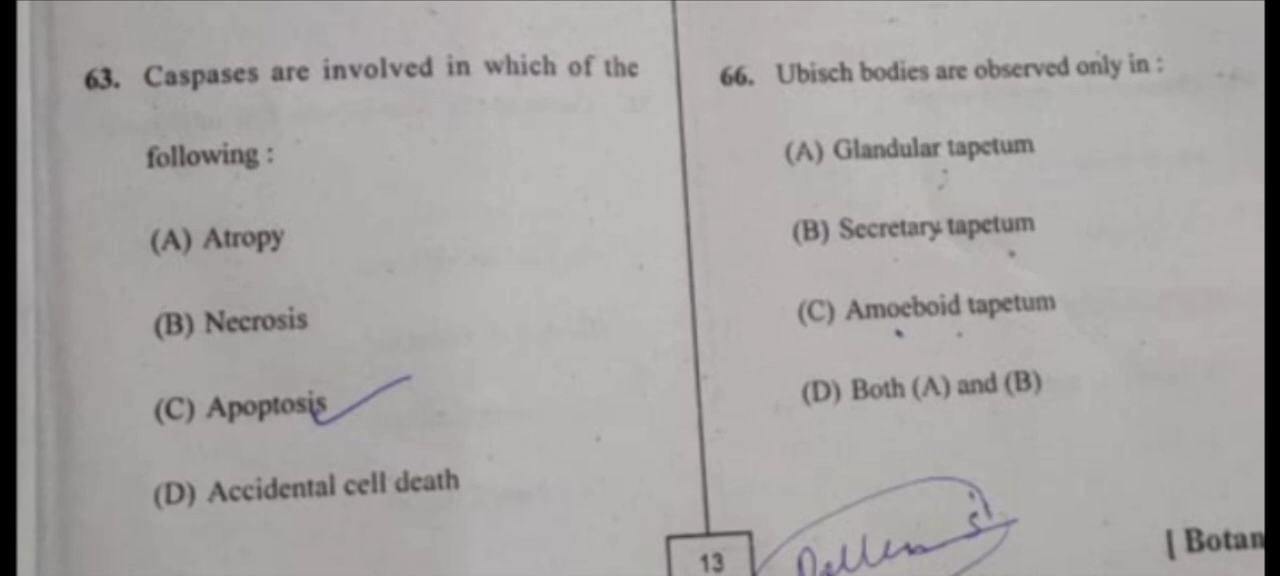 63. Caspases are involved in which of the
following :
(A) Atropy
(B) Necrosis
(C) Apoptosis
(D) Accidental cell death
66. Ubisch bodies are observed only in :
(A) Glandular tapetum
(B) Secretary tapetum
(C) Amoeboid tapetum
(D) Both (A) and (B)
13
[ Botan